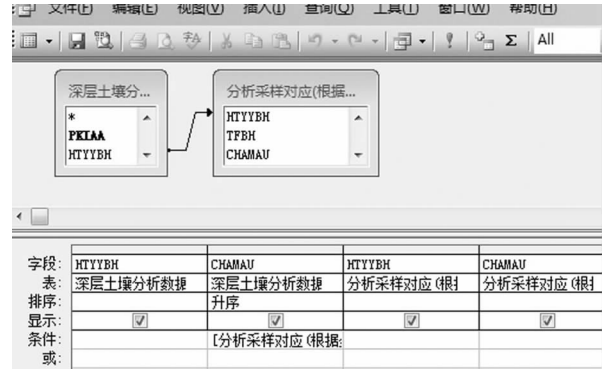 文件(F) 编辑(E) 视图(V) 插入(I) 查询(Q) 工具(T) 窗口(W) 帮助(H)
Σ All
深层土壤分... 分析采样对应(根据...
* HTYYBH
PKIAA TFBH
HTYYBH CHAMAU
字段: HTYYBH CHAMAU HTYYBH CHAMAU
表: 深层土壤分析数据 深层土壤分析数据 分析采样对应(根 分析采样对应(根
排序: 升序
显示:
条件: [分析采样对应(根据
或: